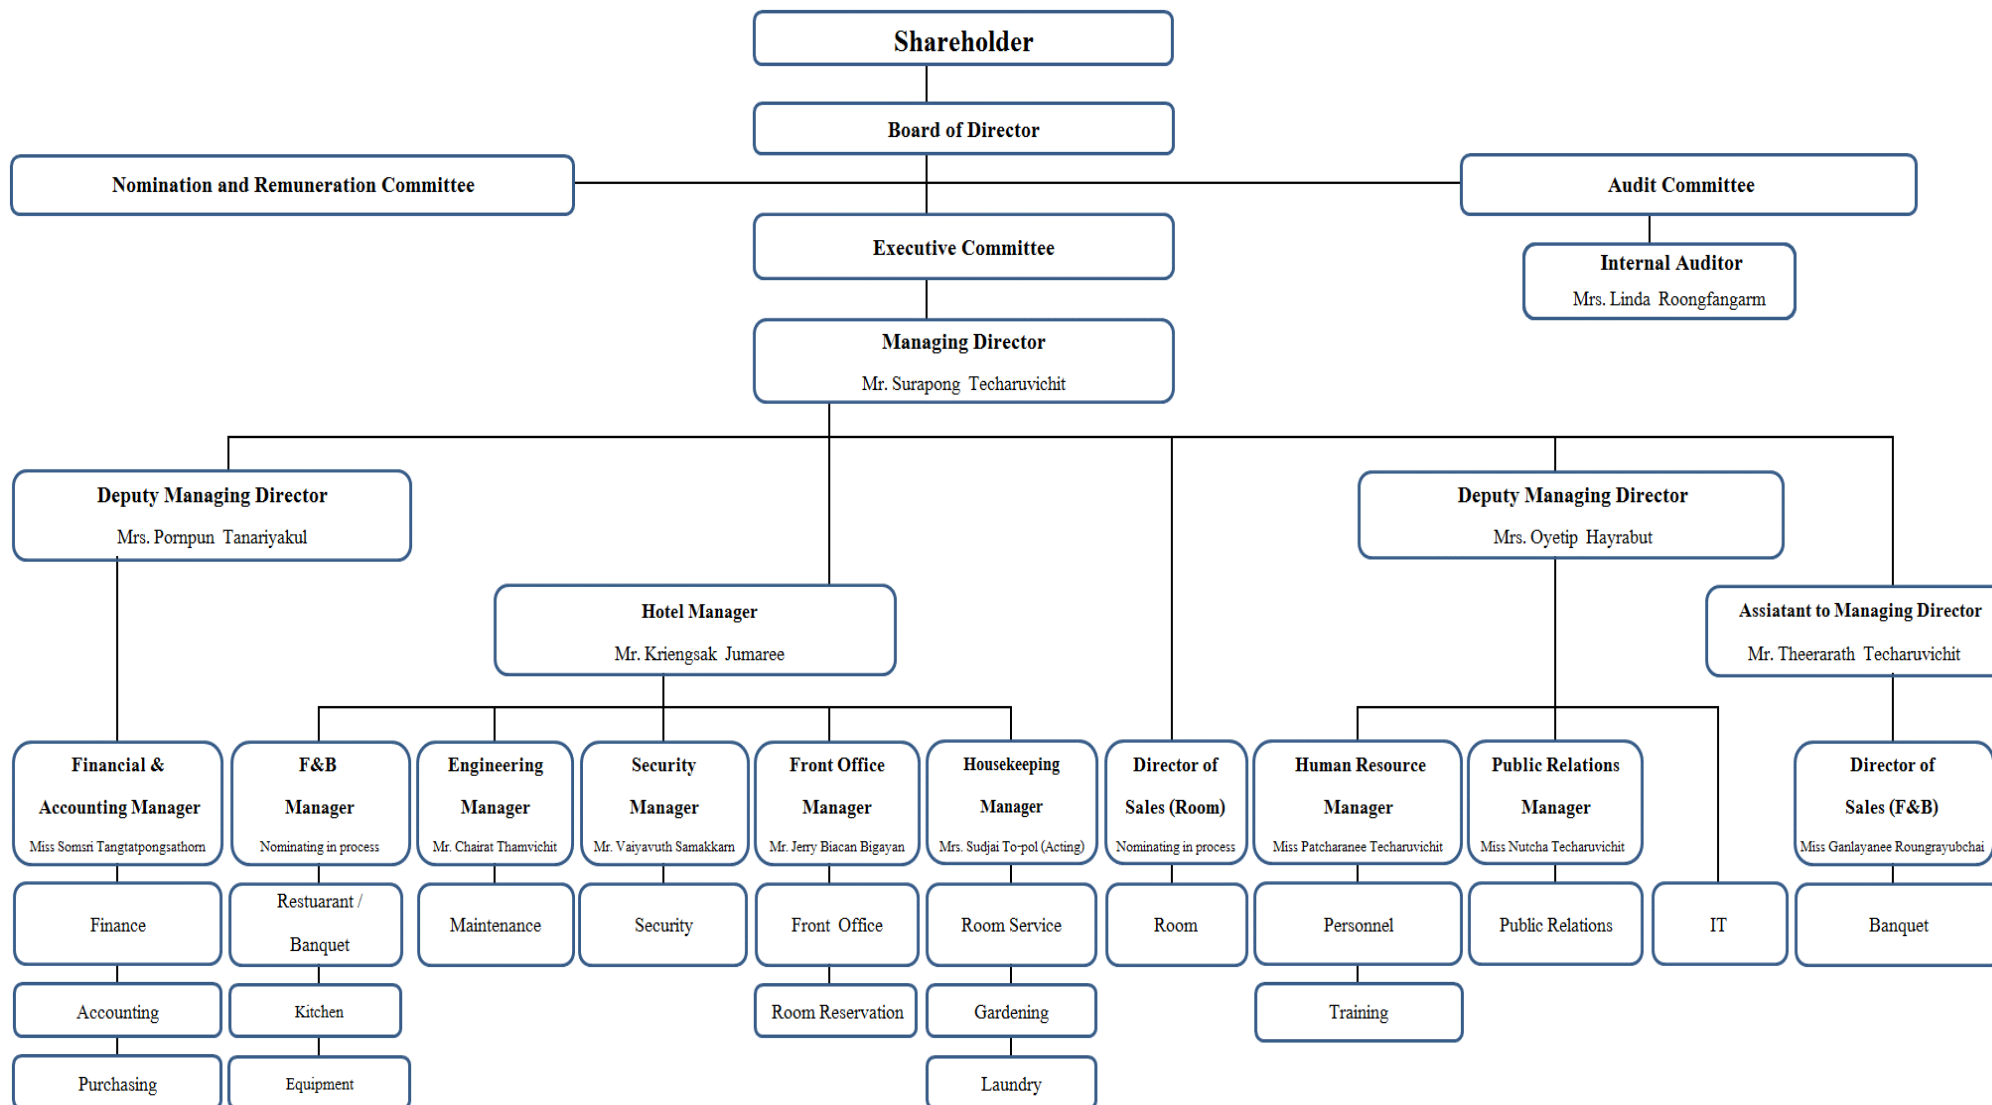 Shareholder
Board of Director
Nomination and Remuneration Committee
Audit Committee
Executive Committee
Internal Auditor
Mrs. Linda Roongfangarm
Managing Director
Mr. Surapong Techaruvichit
Deputy Managing Director
Mrs. Pornpun Tanariyakul
Deputy Managing Director
Mrs. Oyetip Hayrabut
Hotel Manager
Mr. Kriengsak Jumaree
Assiatant to Managing Director
Mr. Theerarath Techaruvichit
Financial &
Accounting Manager
Miss Somsri Tangtatpongsathorn
F&B
Manager
Nominating in process
Engineering
Manager
Mr. Chairat Thamvichit
Security
Manager
Mr. Vaiyavuth Samakkarn
Front Office
Manager
Mr. Jerry Biacan Bigayan
Housekeeping
Manager
Mrs. Sudjai To-pol (Acting)
Director of
Sales (Room)
Nominating in process
Human Resource
Manager
Miss Patcharanee Techaruvichit
Public Relations
Manager
Miss Nutcha Techaruvichit
Director of
Sales (F&B)
Miss Ganlayanee Roungrayubchai
Finance
Restuarant /
Banquet
Maintenance
Security
Front Office
Room Service
Room
Personnel
Public Relations
IT
Banquet
Accounting
Kitchen
Room Reservation
Gardening
Training
Purchasing
Equipment
Laundry